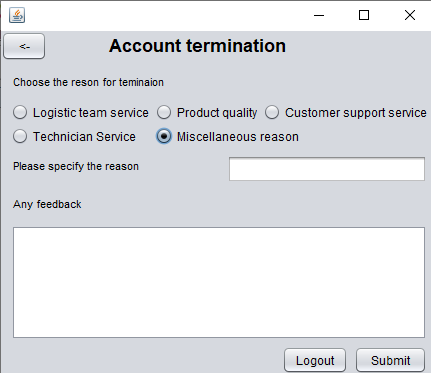 <-
Account termination
Choose the reson for teminaion
Logistic team service Product quality Customer support service
Technician Service Miscellaneous reason
Please specify the reason
Any feedback
Logout Submit